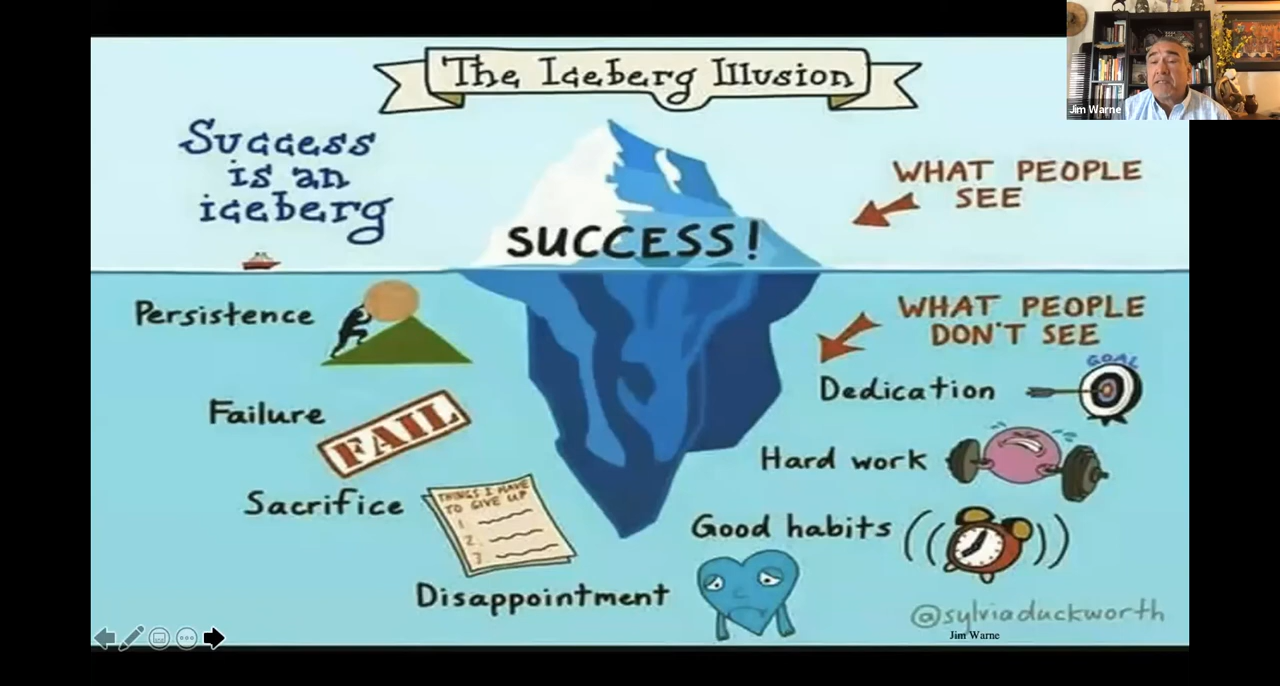 The Iceberg Illusion
Success
is an
iceberg
WHAT PEOPLE
SEE
SUCCESS!
WHAT PEOPLE
DON'T SEE
Persistence
Failure
FAIL
Sacrifice
THINGS I HAVE
TO GIVE UP
1.
2.
3
Disappointment
GOAL
Dedication
Hard work
Good habits
@sylviaduckworth
Jim Warne
Jim Warne